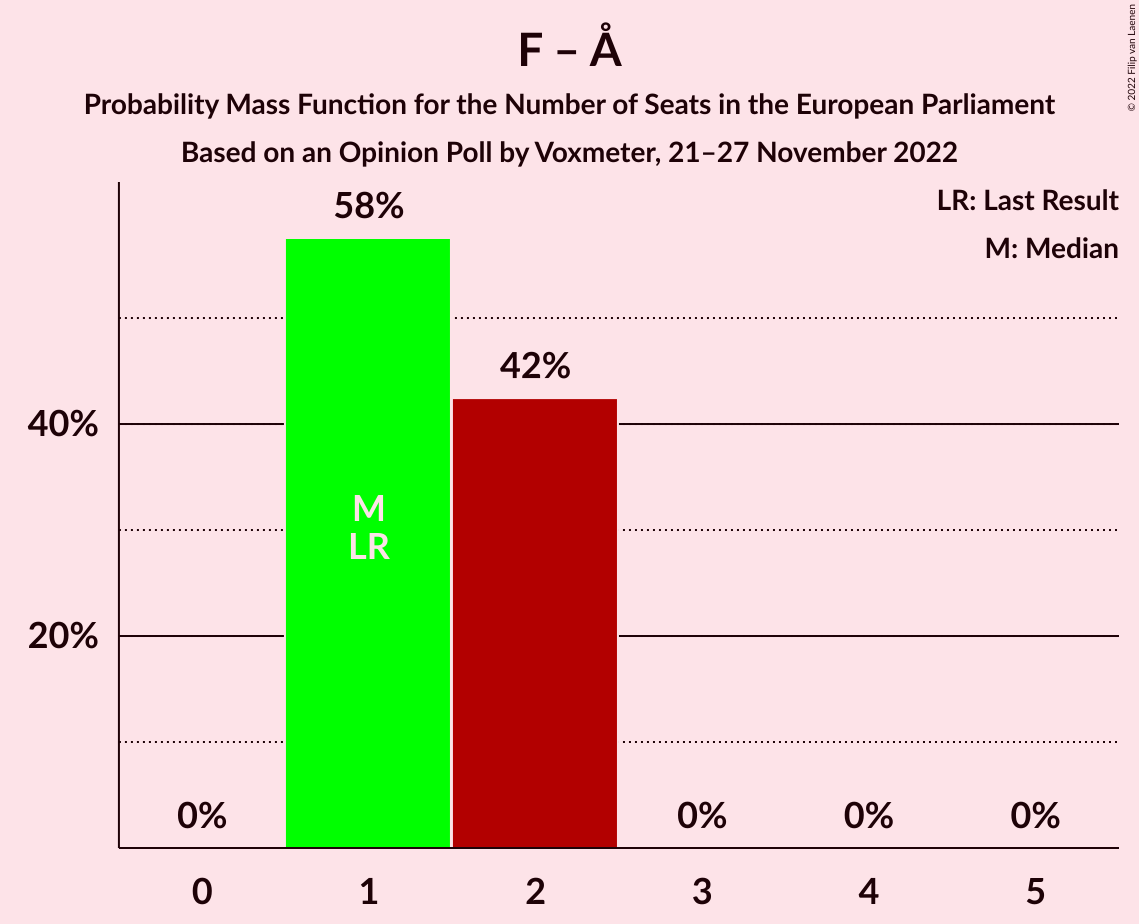 F – Å
Probability Mass Function for the Number of Seats in the European Parliament
Based on an Opinion Poll by Voxmeter, 21–27 November 2022
© 2022 Filip van Laenen
LR: Last Result
M: Median
58%
42%
40%
20%
M
LR
0%
0%
0%
0%
0
1
2
3
4
5